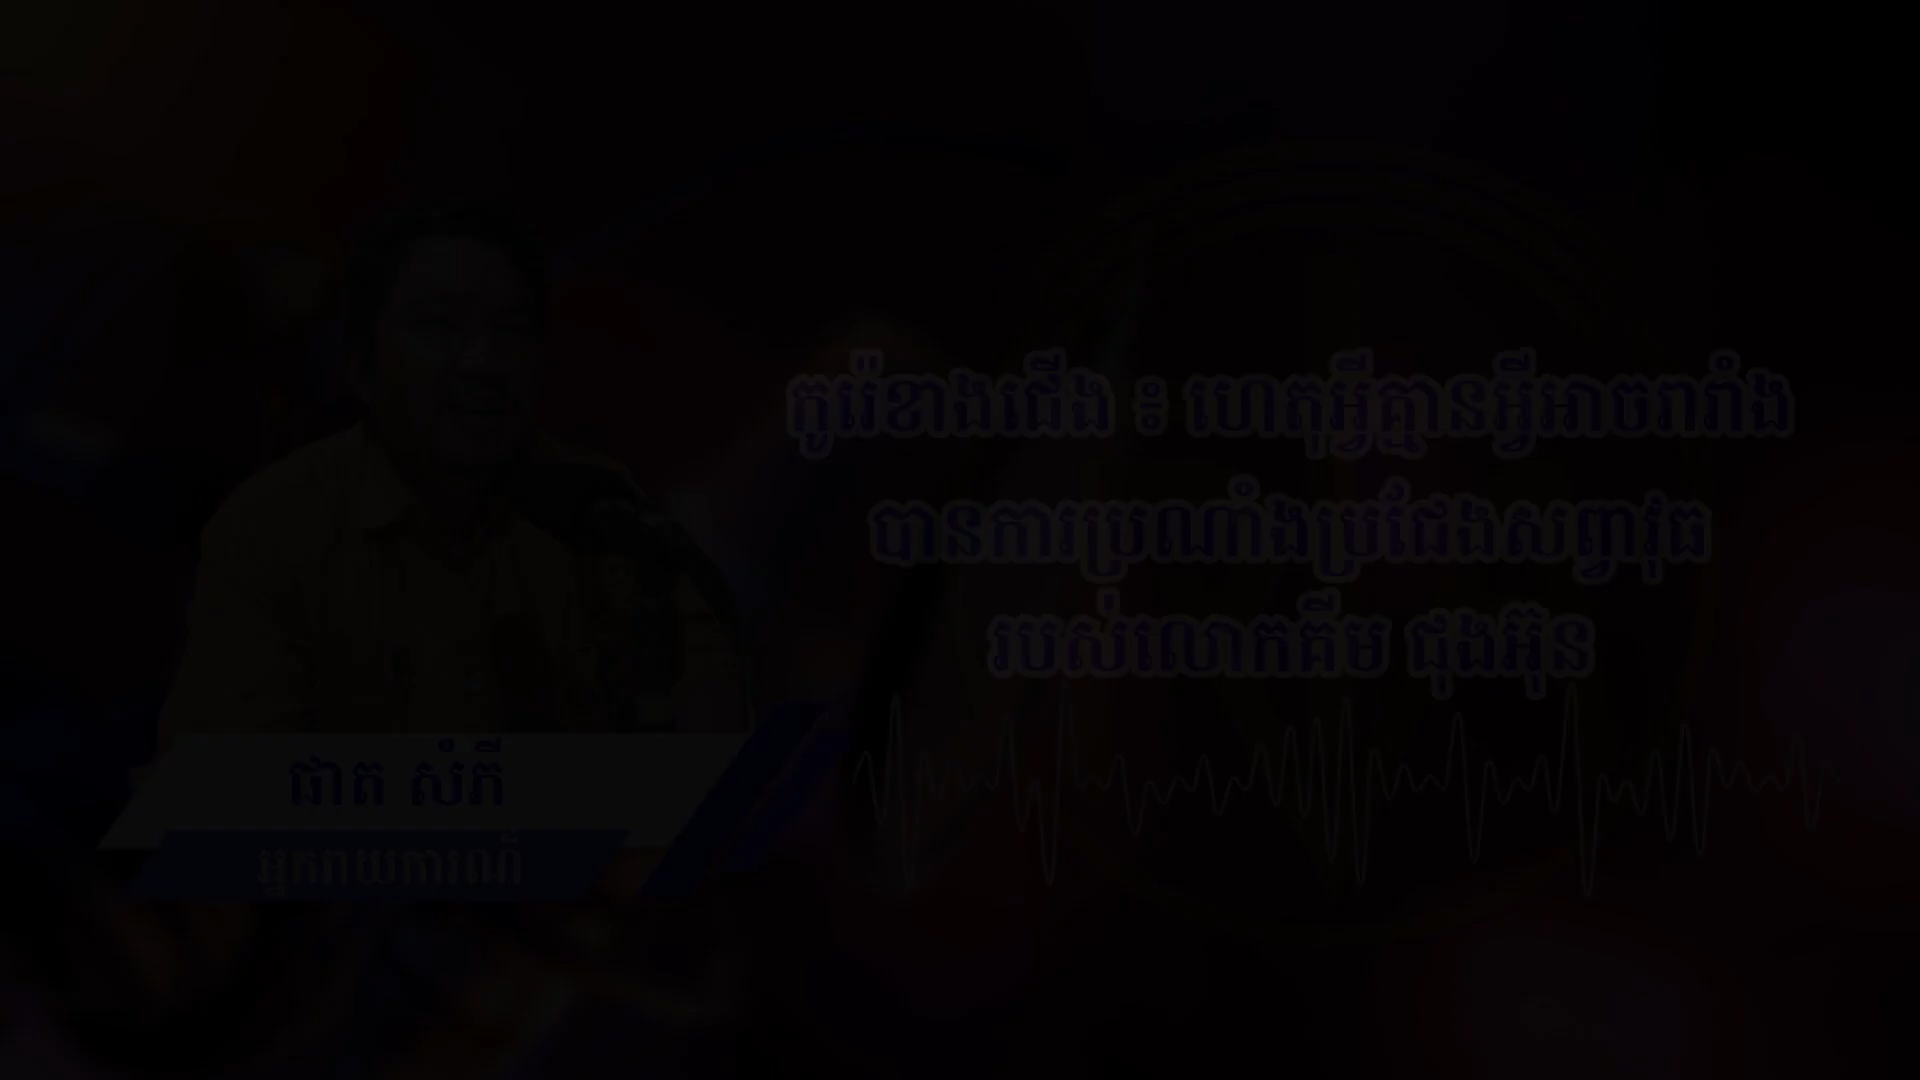 កូរ៉េខាងជើង ៖ ហេតុអ្វីគ្មានអ្វីអាចរារាំង
បានការប្រណាំងប្រជែងសព្វាវុធ
របស់លោកគីម ជុងអ៊ុន
ផាត សំភី
អ្នករាយការណ៍